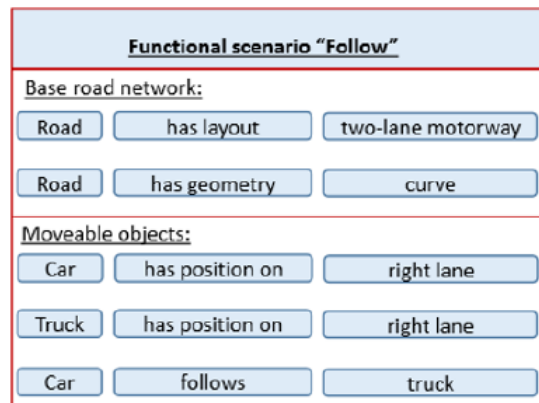 Functional scenario "Follow"
Base road network:
Road has layout two-lane motorway
Road has geometry curve
Moveable objects:
Car has position on right lane
Truck has position on right lane
Car follows truck